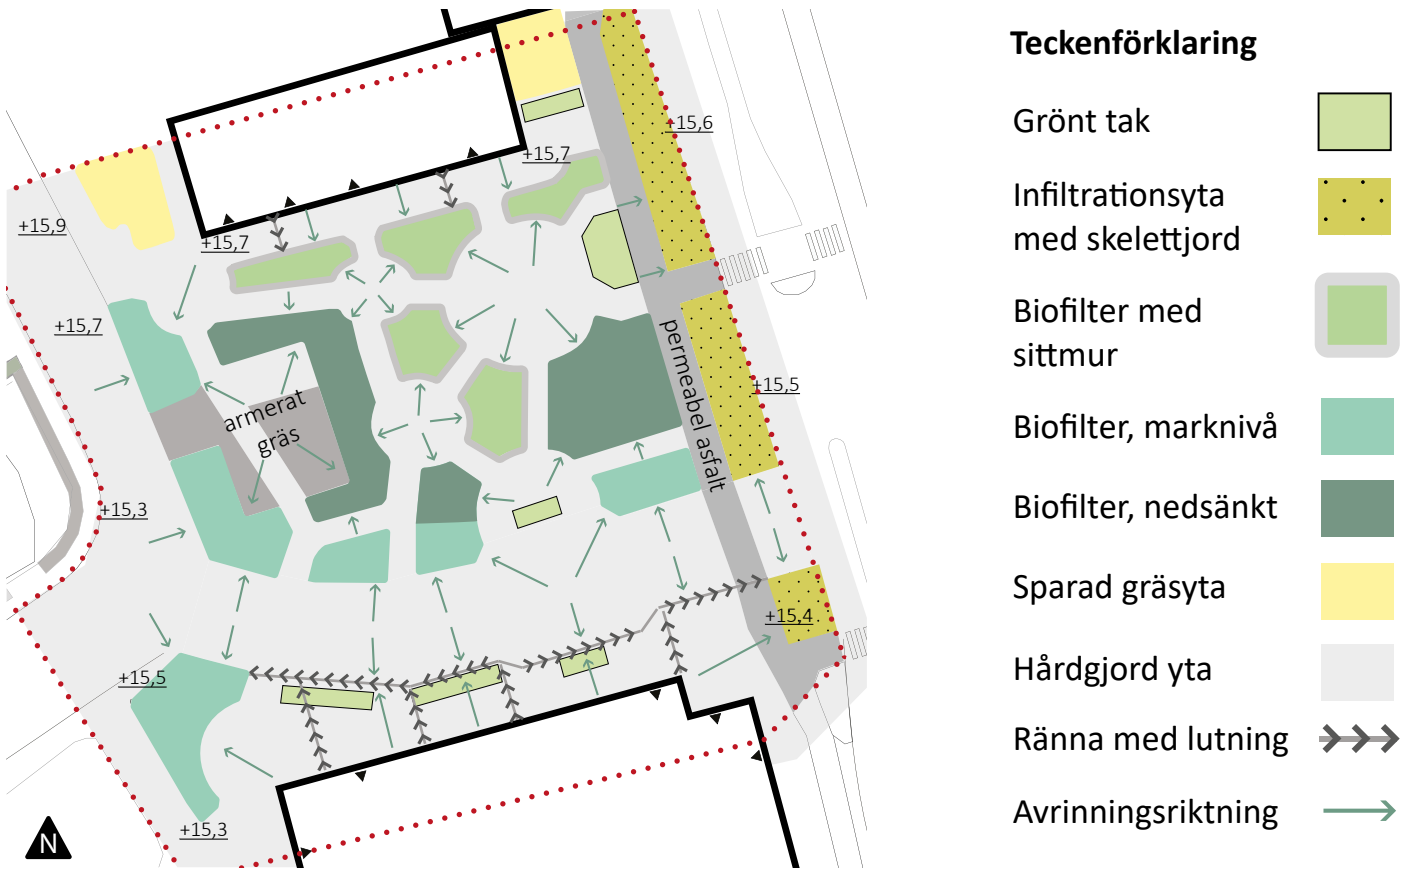 +15,6
+15,7
+15,9
+15,7
+15,7
permeabel asfalt
+15,5
armerat
gräs
+15,3
+15,4
+15,5
+15,3
N
Teckenförklaring
Grönt tak
Infiltrationsyta
med skelettjord
Biofilter med
sittmur
Biofilter, marknivå
Biofilter, nedsänkt
Sparad gräsyta
Hårdgjord yta
Ränna med lutning
Avrinningsriktning